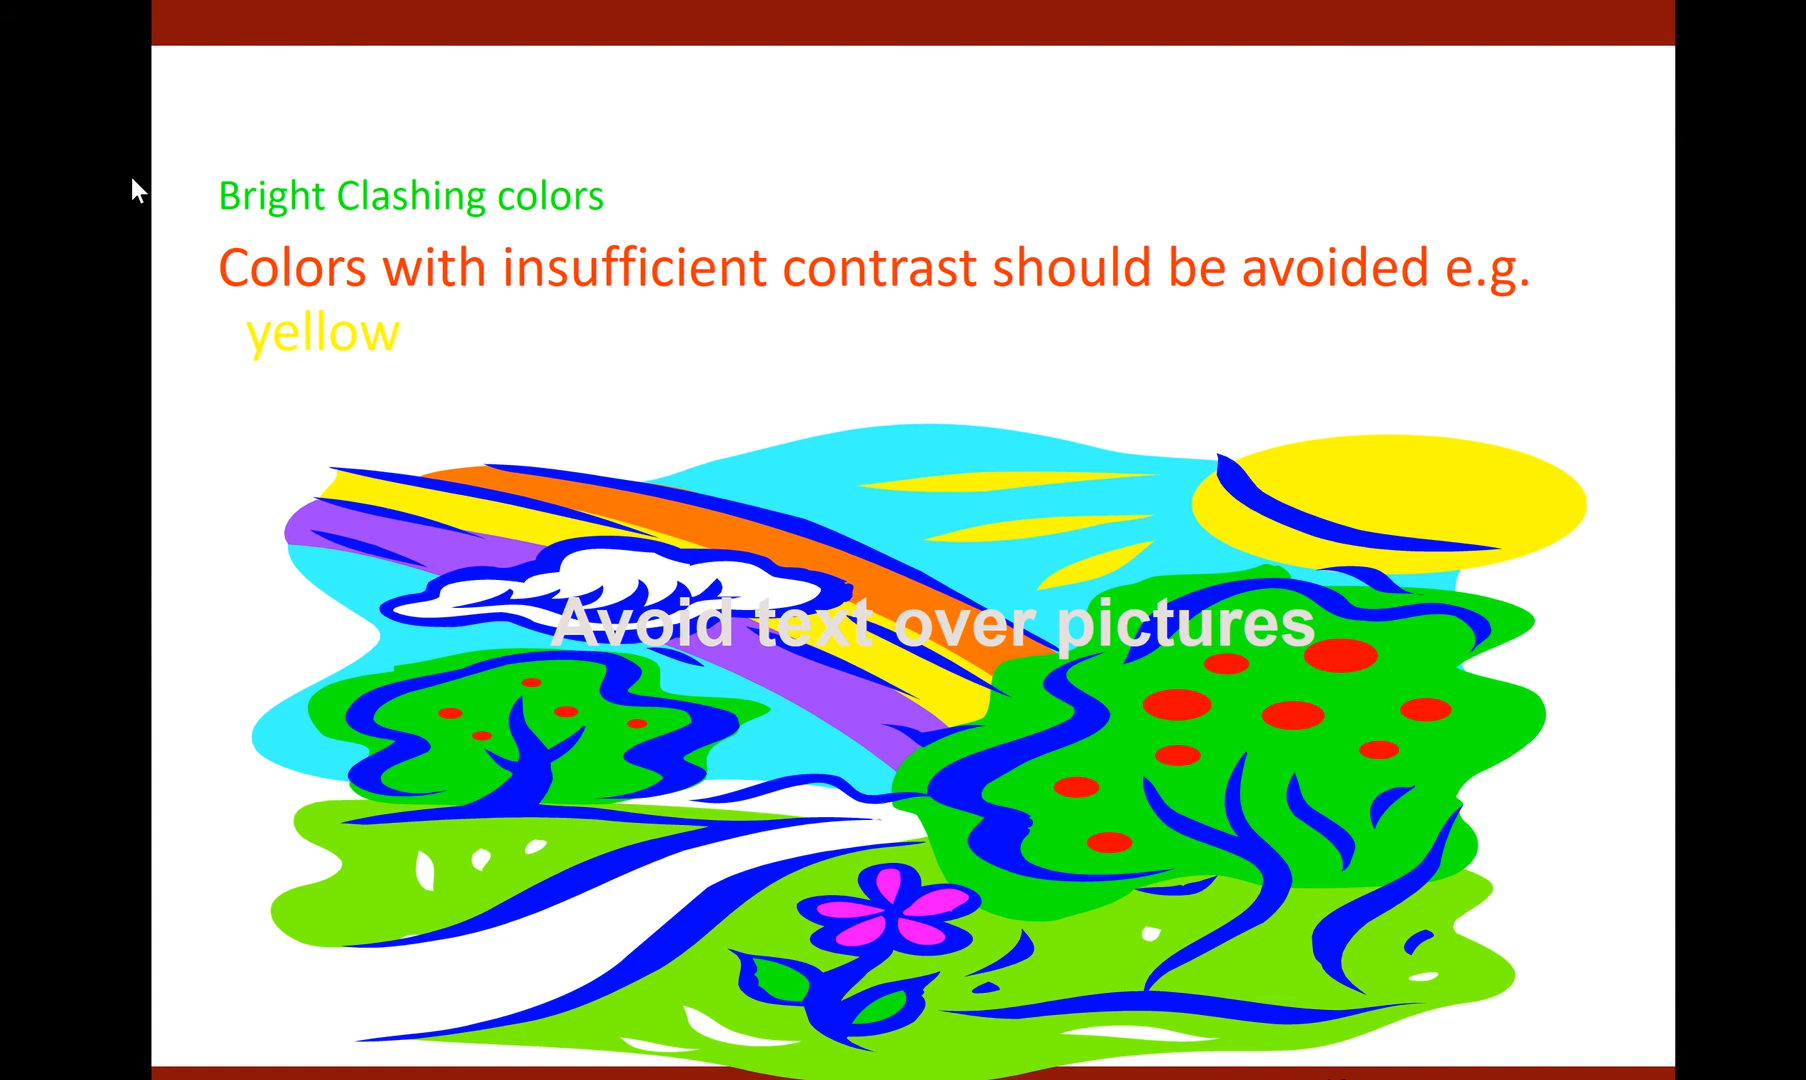 Bright Clashing colors
Colors with insufficient contrast should be avoided e.g.
yellow
Avoid text over pictures